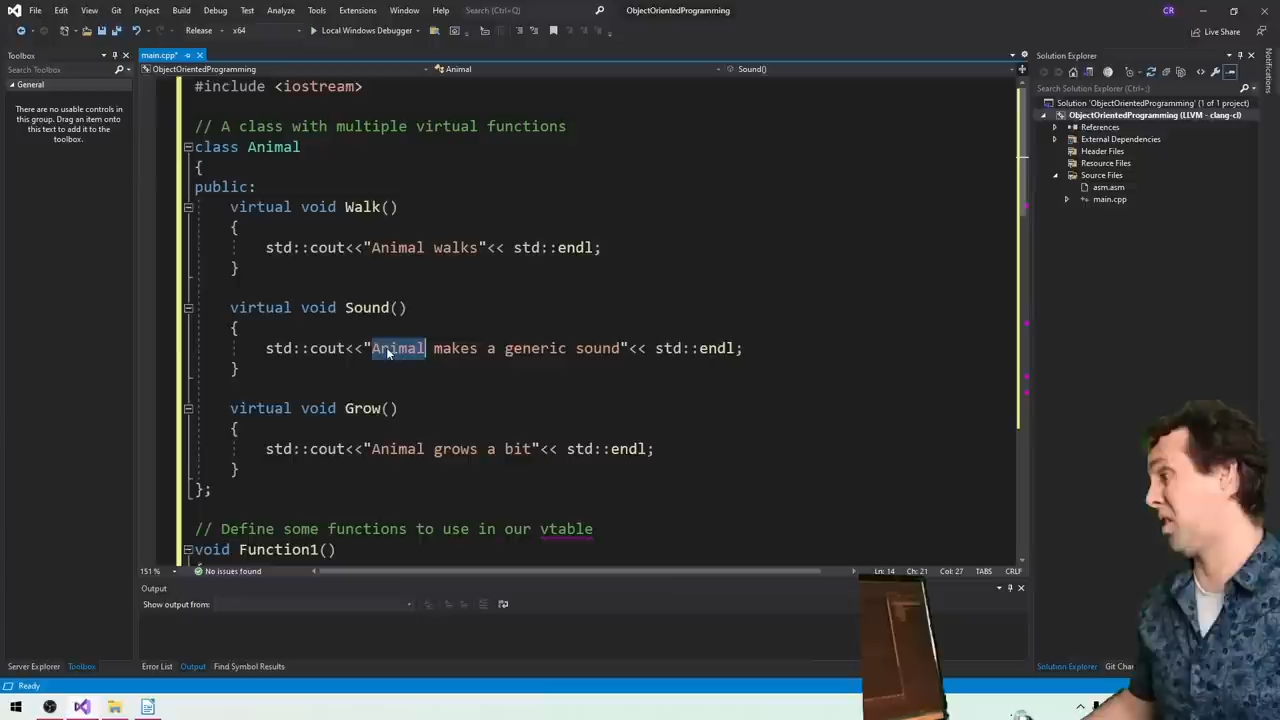 File Edit View Git Project Build Debug Test Analyze Tools Extensions Window Help Search (Ctrl+Q) ObjectOrientedProgramming CR
Release x64 Local Windows Debugger Live Share
Toolbox
Search Toolbox
General
There are no usable controls in
this group. Drag an item onto
this text to add it to the
toolbox.
Server Explorer Toolbox
main.cpp*
ObjectOrientedProgramming Animal Sound()
#include <iostream>
// A class with multiple virtual functions
class Animal
{
public:
virtual void Walk()
{
std::cout<<"Animal walks"<< std::endl;
}
virtual void Sound()
{
std::cout<<"Animal makes a generic sound"<< std::endl;
}
virtual void Grow()
{
std::cout<<"Animal grows a bit"<< std::endl;
}
};
// Define some functions to use in our vtable
void Function1()
151 % No issues found Ln: 14 Ch: 21 Col: 27 TABS CRLF
Output
Show output from:
Error List Output Find Symbol Results
Solution Explorer
Search Solution Explorer (Ctrl+;)
Solution 'ObjectOrientedProgramming' (1 of 1 project)
ObjectOrientedProgramming (LLVM - clang-cl)
References
External Dependencies
Header Files
Resource Files
Source Files
asm.asm
main.cpp
Solution Explorer
Notifications
Ready